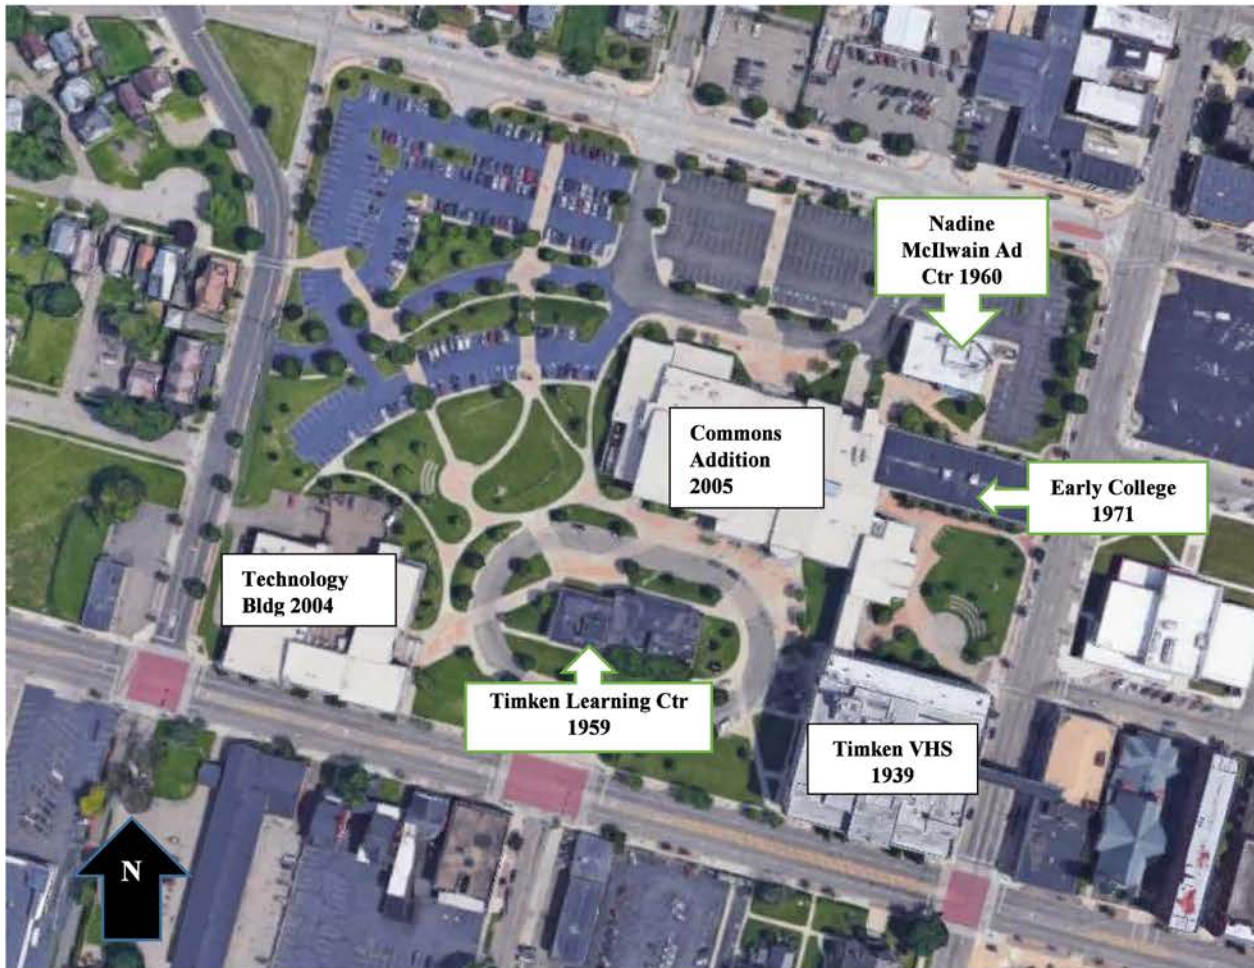 Nadine
McIlwain Ad
Ctr 1960
Commons
Addition
2005
Early College
1971
Technology
Bldg 2004
Timken Learning Ctr
1959
Timken VHS
1939
N